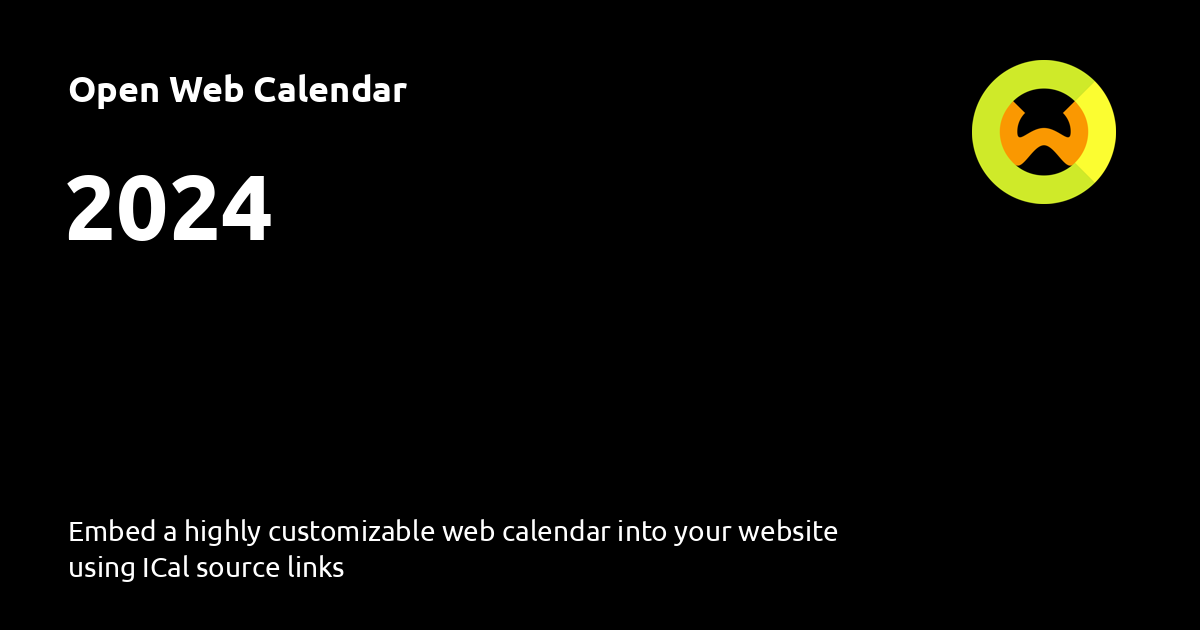 Open Web Calendar
2024
Embed a highly customizable web calendar into your website
using ICal source links